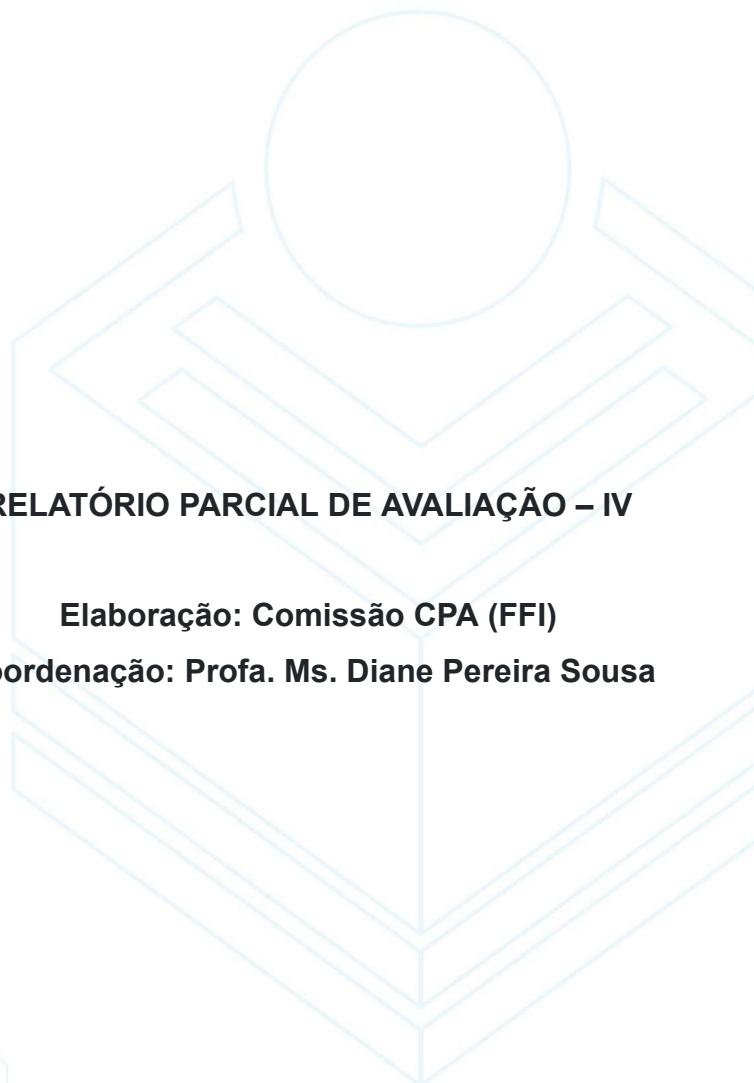 RELATÓRIO PARCIAL DE AVALIAÇÃO – IV
Elaboração: Comissão CPA (FFI)
oordenação: Profa. Ms. Diane Pereira Sousa